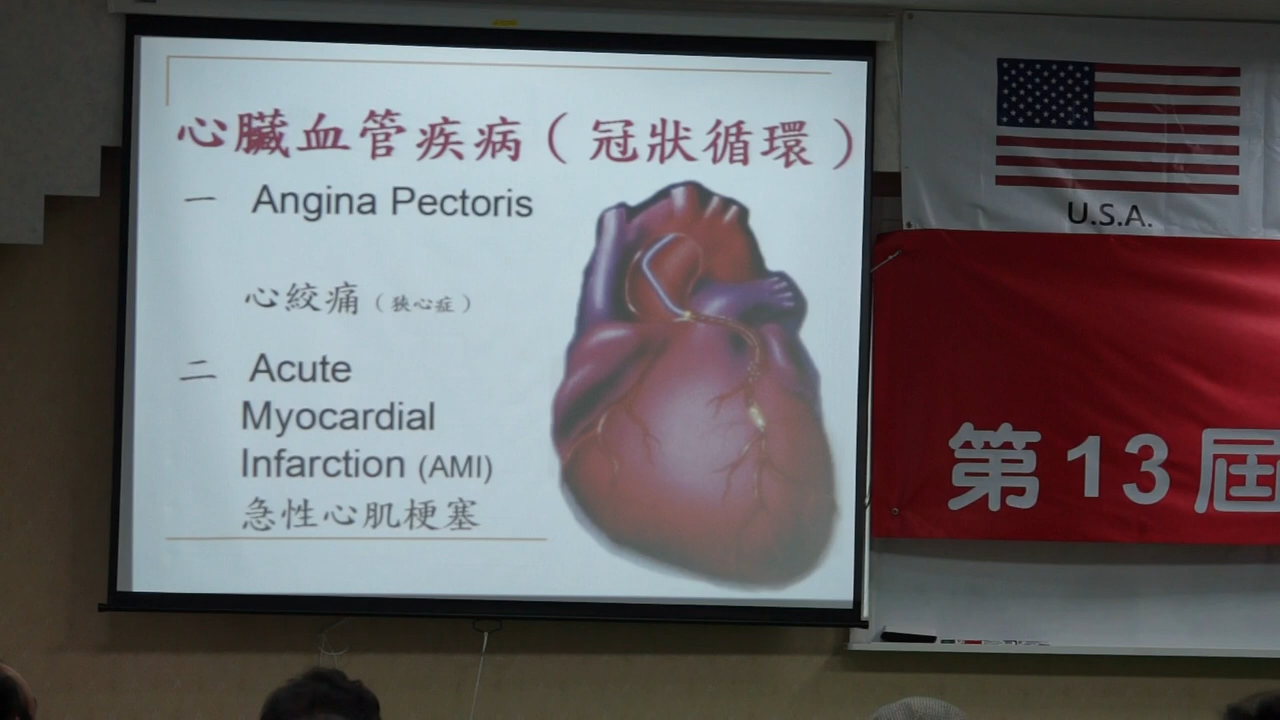 心臟血管疾病（冠狀循環）
一 Angina Pectoris
心絞痛（狹心症）
二 Acute
Myocardial
Infarction (AMI)
急性心肌梗塞
U.S.A.
第13屆